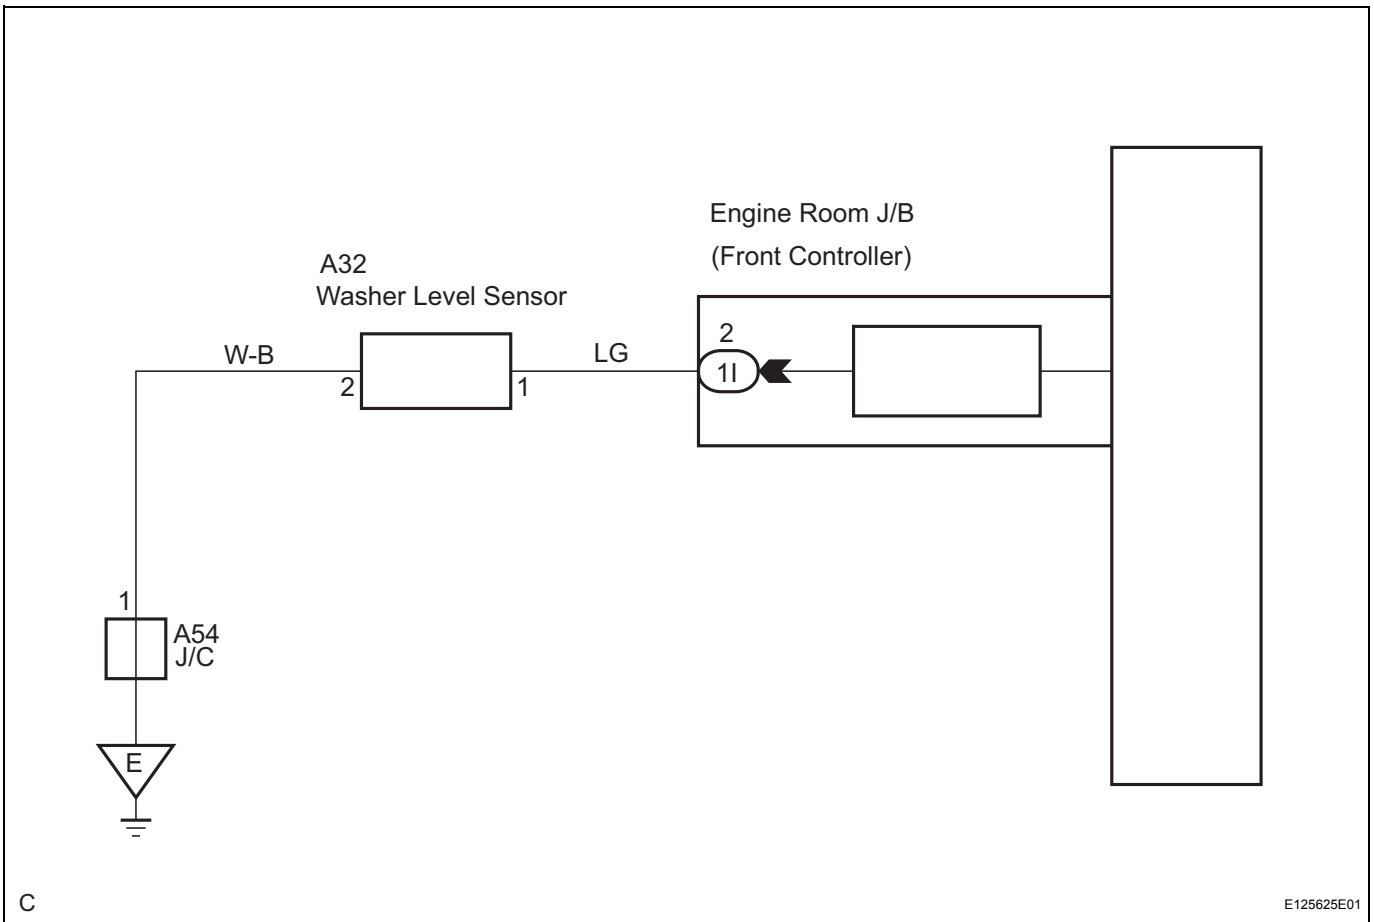 Engine Room J/B
(Front Controller)
A32
Washer Level Sensor
2
W-B
LG
1I
2
1
1
A54
J/C
E
C
E125625E01